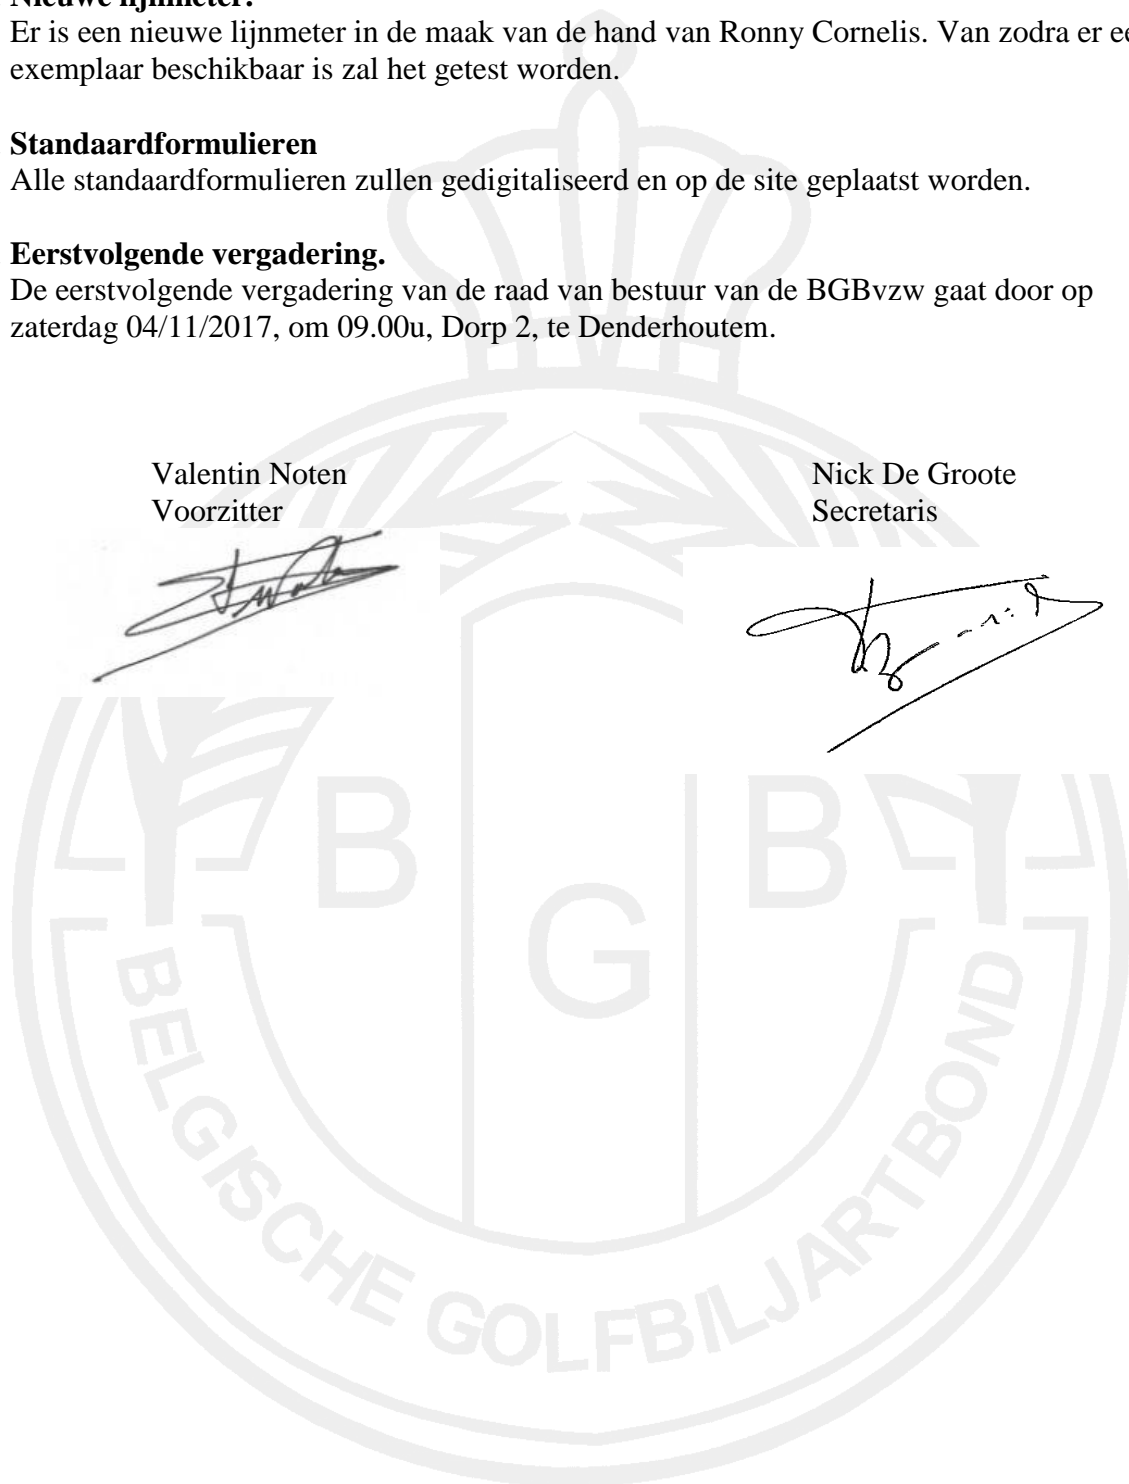 Nieuwe lijnmeter.
Er is een nieuwe lijnmeter in de maak van de hand van Ronny Cornelis. Van zodra er
exemplaar beschikbaar is zal het getest worden.
Standaardformulieren
Alle standaardformulieren zullen gedigitaliseerd en op de site geplaatst worden.
Eerstvolgende vergadering.
De eerstvolgende vergadering van de raad van bestuur van de BGBvzw gaat door op
zaterdag 04/11/2017, om 09.00u, Dorp 2, te Denderhoutem.
Valentin Noten
Voorzitter
Nick De Groote
Secretaris
B G B
BELGISCHE GOLFBILJARTBOND